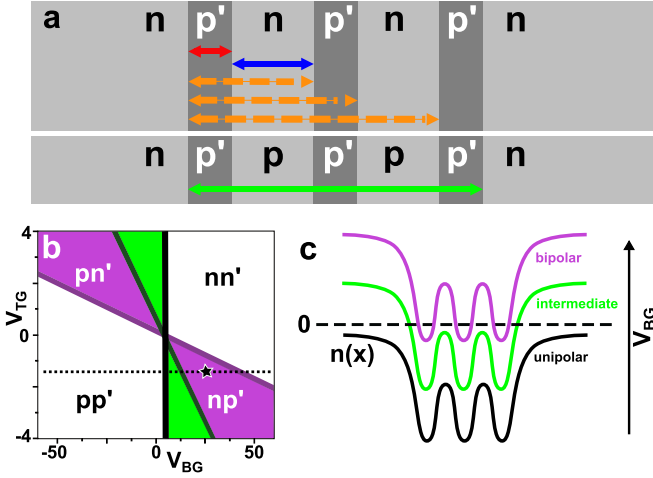 a
n p' n p' n p' n
n p' p p' p p' n
b
4
0
-4
V_TG
pn'
nn'
pp'
np'
-50 0 50
V_BG
c
bipolar
intermediate
0
n(x)
unipolar
V_BG